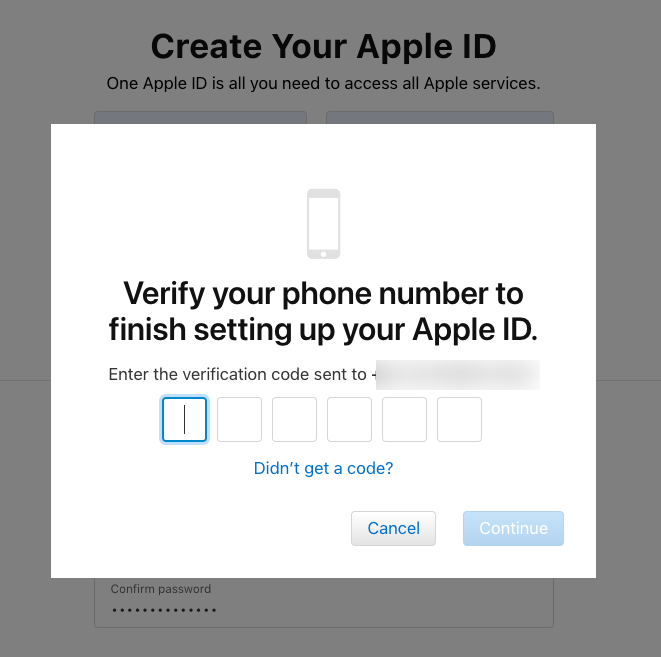 Create Your Apple ID
One Apple ID is all you need to access all Apple services.
Verify your phone number to
finish setting up your Apple ID.
Enter the verification code sent to
Didn’t get a code?
Cancel
Continue
Confirm password
••••••••••••••